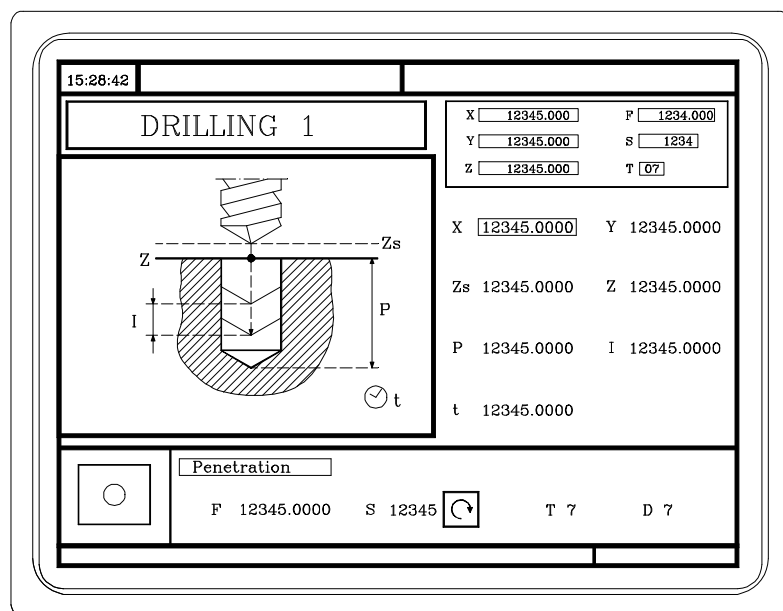 15:28:42
DRILLING 1
X 12345.000 F 1234.000
Y 12345.000 S 1234
Z 12345.000 T 07
Zs
Z
I
P
t
X 12345.0000 Y 12345.0000
Zs 12345.0000 Z 12345.0000
P 12345.0000 I 12345.0000
t 12345.0000
Penetration
F 12345.0000 S 12345 T 7 D 7